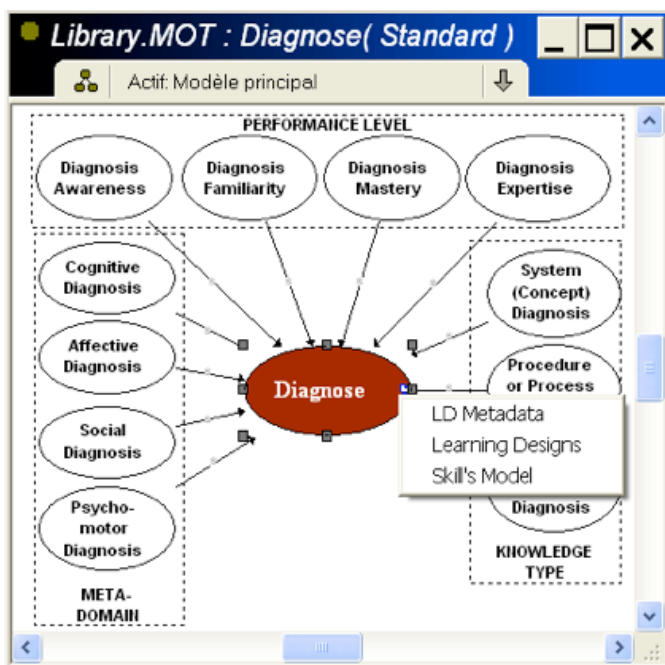 Library.MOT : Diagnose( Standard )
Actif: Modèle principal
PERFORMANCE LEVEL
Diagnosis
Awareness
Diagnosis
Familiarity
Diagnosis
Mastery
Diagnosis
Expertise
Cognitive
Diagnosis
Affective
Diagnosis
Social
Diagnosis
Psycho-
motor
Diagnosis
META-
DOMAIN
Diagnose
System
(Concept)
Diagnosis
Procedure
or Process
LD Metadata
Learning Designs
Skill's Model
Diagnosis
KNOWLEDGE
TYPE